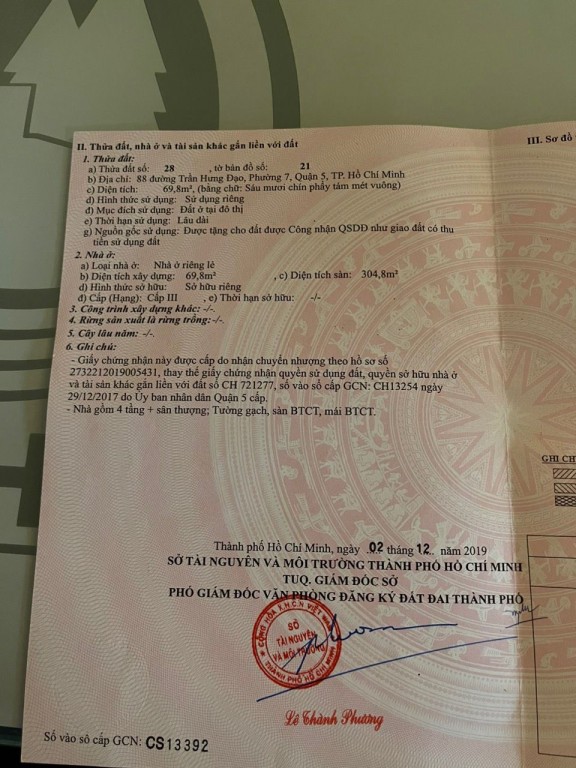 II. Thửa đất, nhà ở và tài sản khác gắn liền với đất
1. Thửa đất:
a) Thửa đất số: 28 , tờ bản đồ số: 21
b) Địa chỉ: 88 đường Trần Hưng Đạo, Phường 7, Quận 5, TP. Hồ Chí Minh
c) Diện tích: 69,8m², (bằng chữ: Sáu mươi chín phẩy tám mét vuông)
d) Hình thức sử dụng: Sử dụng riêng
đ) Mục đích sử dụng: Đất ở tại đô thị
e) Thời hạn sử dụng: Lâu dài
g) Nguồn gốc sử dụng: Được tặng cho đất được Công nhận QSDĐ như giao đất có thu
tiền sử dụng đất
2. Nhà ở:
a) Loại nhà ở: Nhà ở riêng lẻ
b) Diện tích xây dựng: 69,8m² , c) Diện tích sàn: 304,8m²
d) Hình thức sở hữu: Sở hữu riêng
đ) Cấp (Hạng): Cấp III , e) Thời hạn sở hữu: -/-
3. Công trình xây dựng khác: -/-.
4. Rừng sản xuất là rừng trồng: -/-.
5. Cây lâu năm: -/-.
6. Ghi chú:
- Giấy chứng nhận này được cấp do nhận chuyển nhượng theo hồ sơ số
2732212019005431, thay thế giấy chứng nhận quyền sử dụng đất, quyền sở hữu nhà ở
và tài sản khác gắn liền với đất số CH 721277, số vào sổ cấp GCN: CH13254 ngày
29/12/2017 do Ủy ban nhân dân Quận 5 cấp.
- Nhà gồm 4 tầng + sân thượng; Tường gạch, sàn BTCT, mái BTCT.
III. Sơ đồ
GHI CH
Thành phố Hồ Chí Minh, ngày 02 tháng 12 năm 2019
SỞ TÀI NGUYÊN VÀ MÔI TRƯỜNG THÀNH PHỐ HỒ CHÍ MINH
TUQ. GIÁM ĐỐC SỞ
PHÓ GIÁM ĐỐC VĂN PHÒNG ĐĂNG KÝ ĐẤT ĐAI THÀNH PHỐ
CỘNG HÒA X.H.C.N VIỆT NAM
SỞ
TÀI NGUYÊN
VÀ MÔI TRƯỜNG
THÀNH PHỐ HỒ CHÍ MINH
Lê Thành Phương
Số vào sổ cấp GCN: CS13392